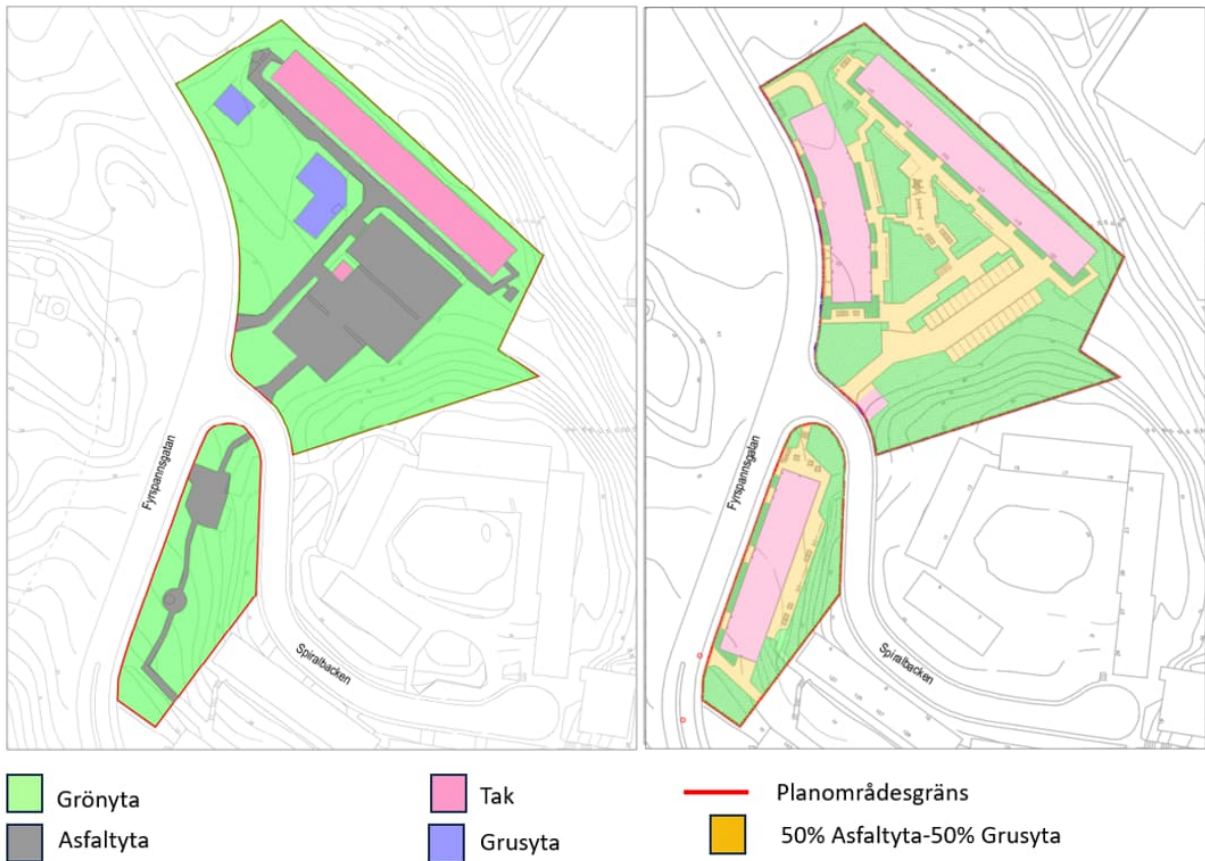 Fyrspannsgatan
Spiralbacken
Fyrspannsgatan
Spiralbacken
Grönyta
Tak
Planområdesgräns
Asfaltyta
Grusyta
50% Asfaltyta-50% Grusyta